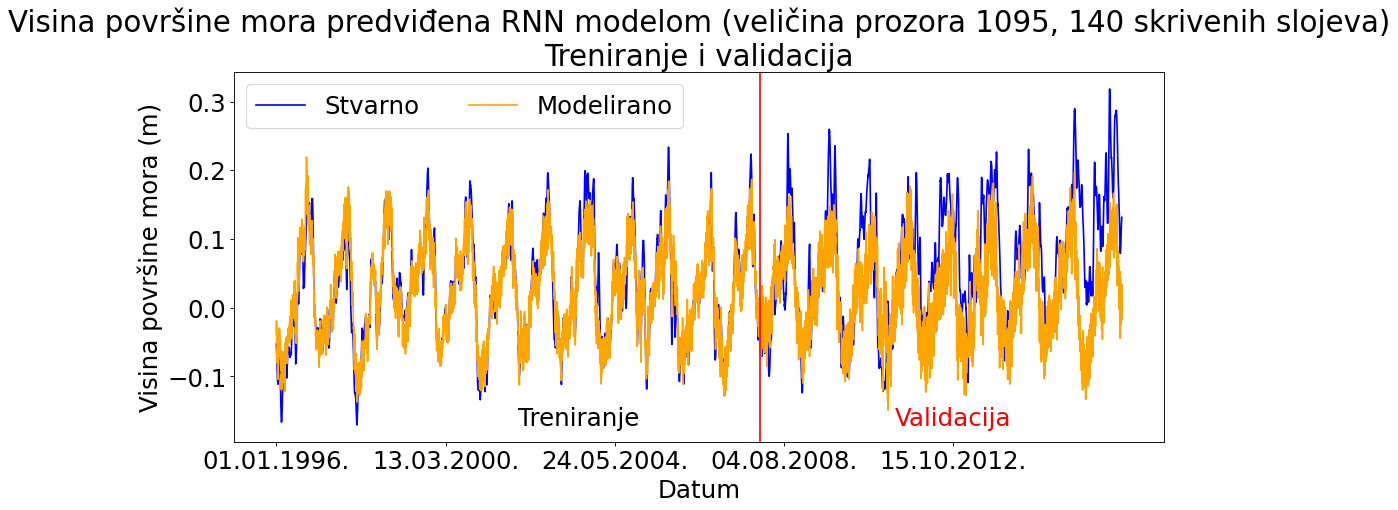 Visina površine mora predviđena RNN modelom (veličina prozora 1095, 140 skrivenih slojeva)
Treniranje i validacija
Stvarno Modelirano
Visina površine mora (m)
0.3
0.2
0.1
0.0
−0.1
Treniranje Validacija
01.01.1996. 13.03.2000. 24.05.2004. 04.08.2008. 15.10.2012.
Datum